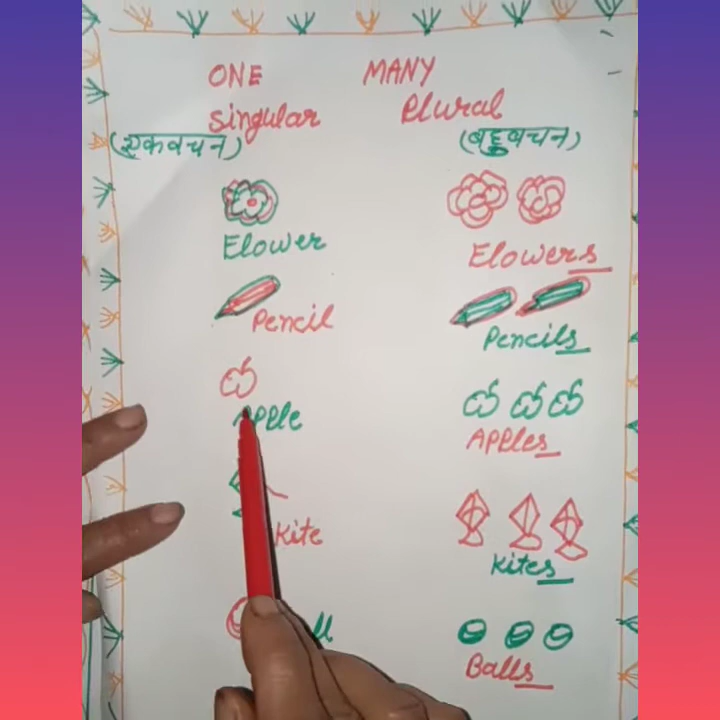 ONE MANY
Singular Plural
(एकवचन) (बहुवचन)
Flower Flowers
Pencil Pencils
Apple Apples
Kite Kites
Balls